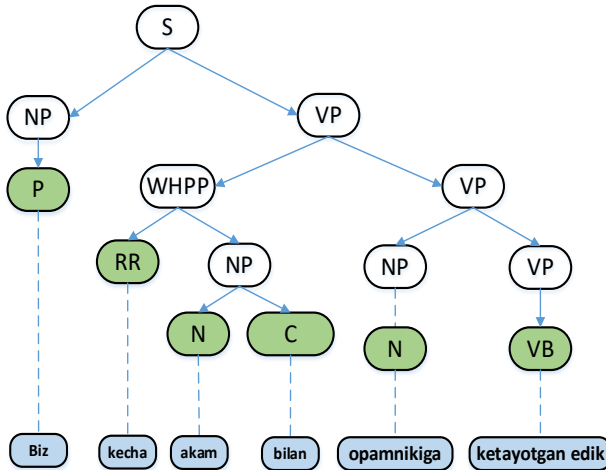 S
NP VP
P WHPP VP
RR NP NP VP
N C N VB
Biz kecha akam bilan opamnikiga ketayotgan edik